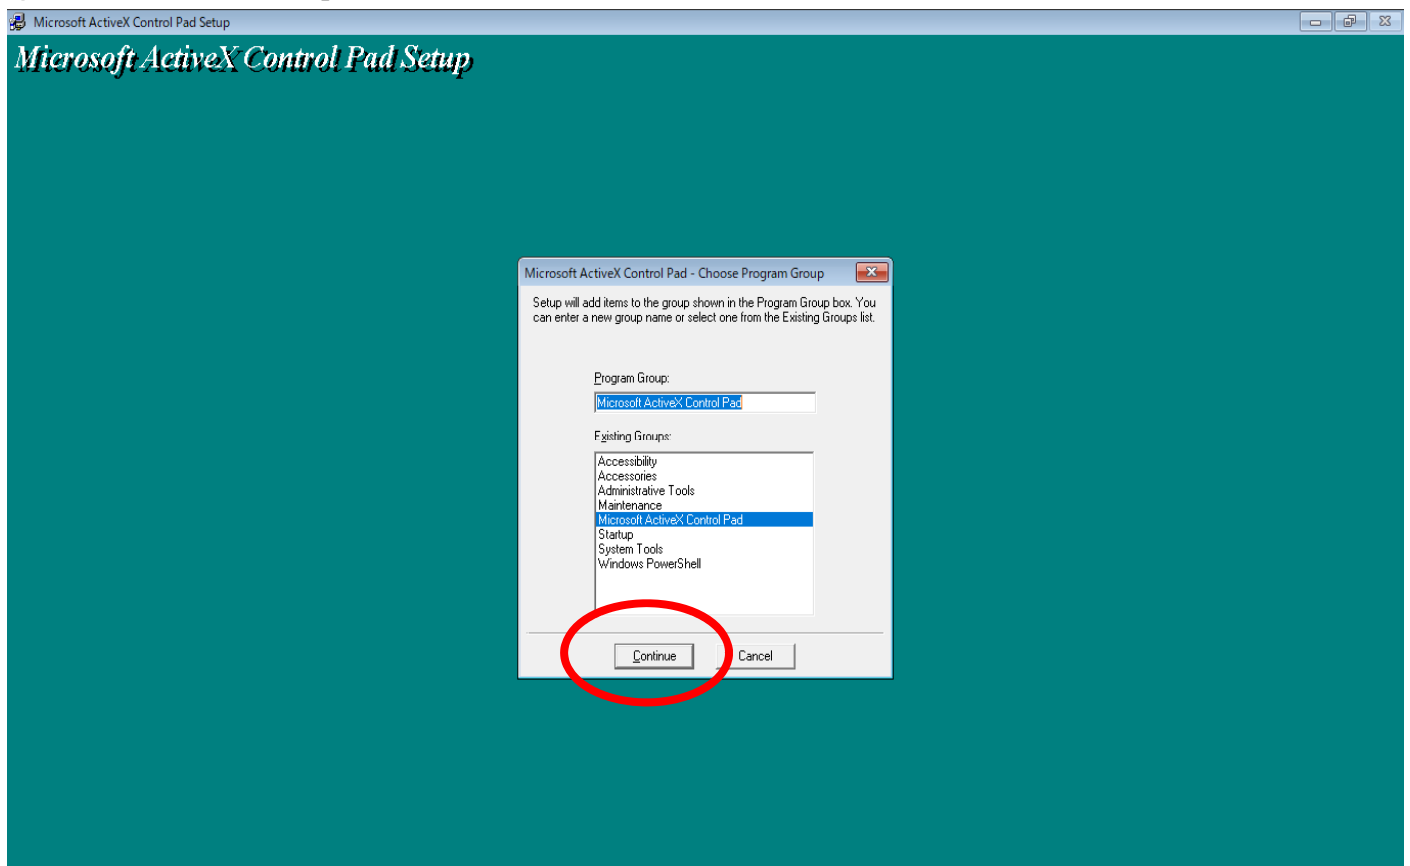 Microsoft ActiveX Control Pad Setup
Microsoft ActiveX Control Pad Setup
Microsoft ActiveX Control Pad - Choose Program Group
Setup will add items to the group shown in the Program Group box. You
can enter a new group name or select one from the Existing Groups list.
Program Group:
Microsoft ActiveX Control Pad
Existing Groups:
Accessibility
Accessories
Administrative Tools
Maintenance
Microsoft ActiveX Control Pad
Startup
System Tools
Windows PowerShell
Continue Cancel